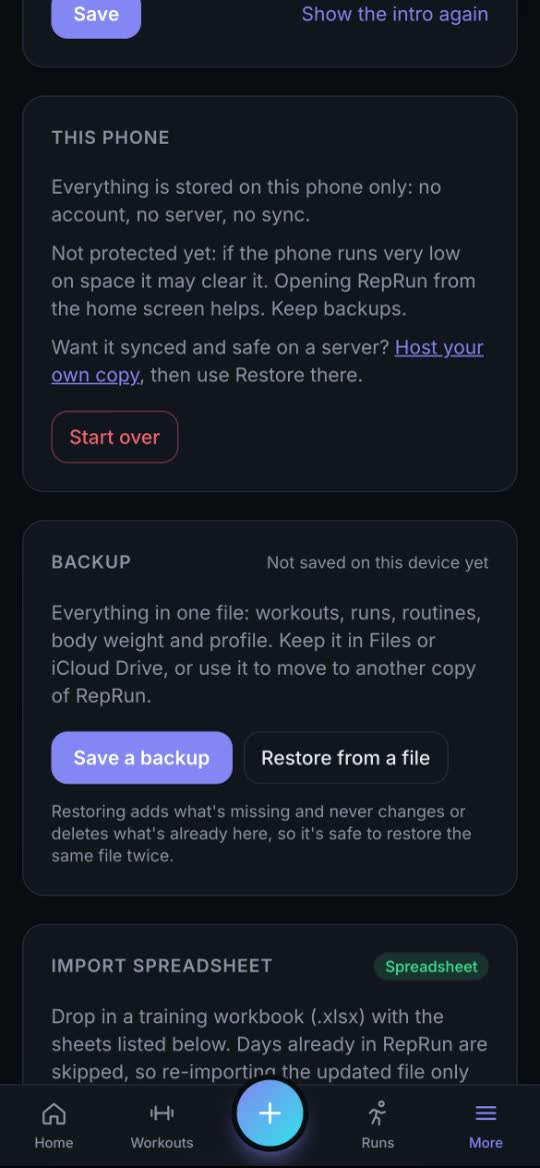 Save
Show the intro again
THIS PHONE
Everything is stored on this phone only: no
account, no server, no sync.
Not protected yet: if the phone runs very low
on space it may clear it. Opening RepRun from
the home screen helps. Keep backups.
Want it synced and safe on a server? Host your
own copy, then use Restore there.
Start over
BACKUP
Not saved on this device yet
Everything in one file: workouts, runs, routines,
body weight and profile. Keep it in Files or
iCloud Drive, or use it to move to another copy
of RepRun.
Save a backup
Restore from a file
Restoring adds what's missing and never changes or
deletes what's already here, so it's safe to restore the
same file twice.
IMPORT SPREADSHEET
Spreadsheet
Drop in a training workbook (.xlsx) with the
sheets listed below. Days already in RepRun are
skipped, so re-importing the updated file only
Home
Workouts
Runs
More